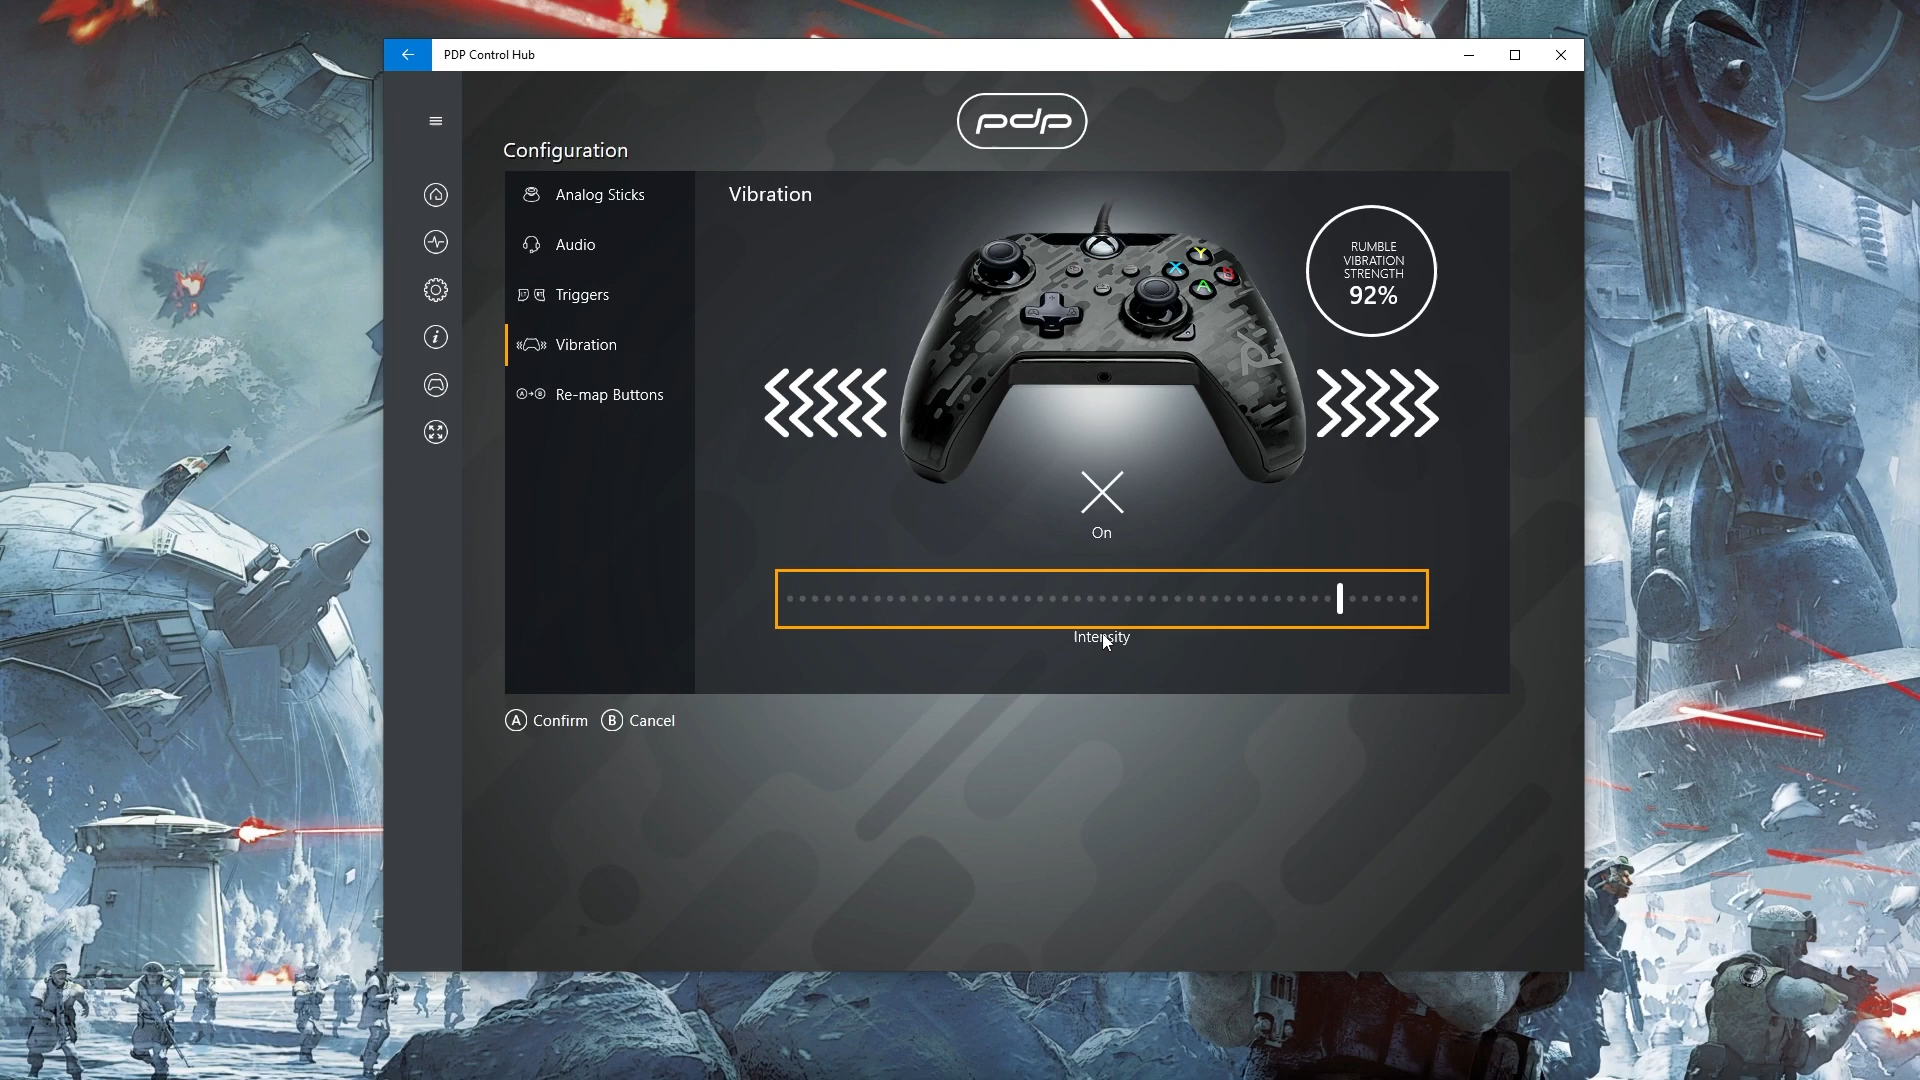 PDP Control Hub
pdp
Configuration
Analog Sticks
Audio
Triggers
Vibration
Re-map Buttons
Vibration
RUMBLE
VIBRATION
STRENGTH
92%
Y
X
B
A
On
Intensity
A Confirm B Cancel